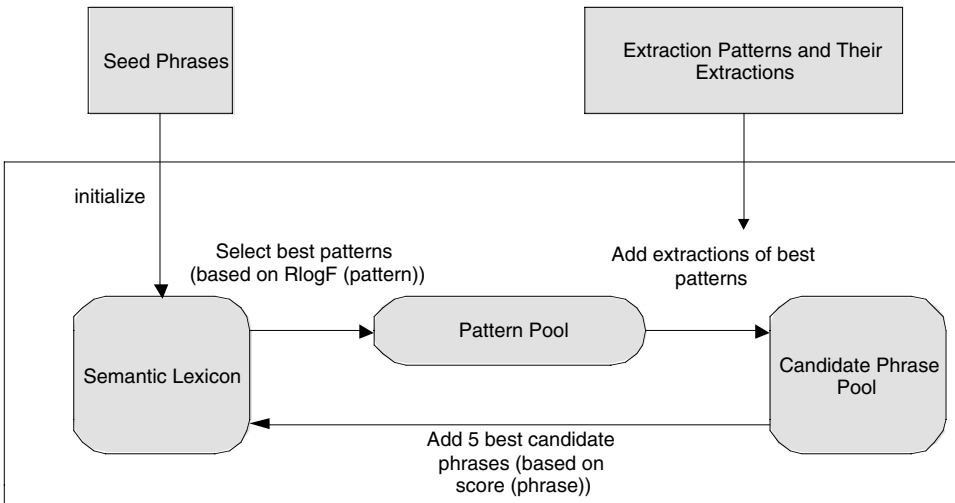 Seed Phrases
Extraction Patterns and Their
Extractions
initialize
Select best patterns
(based on RlogF (pattern))
Add extractions of best
patterns
Semantic Lexicon
Pattern Pool
Candidate Phrase
Pool
Add 5 best candidate
phrases (based on
score (phrase))